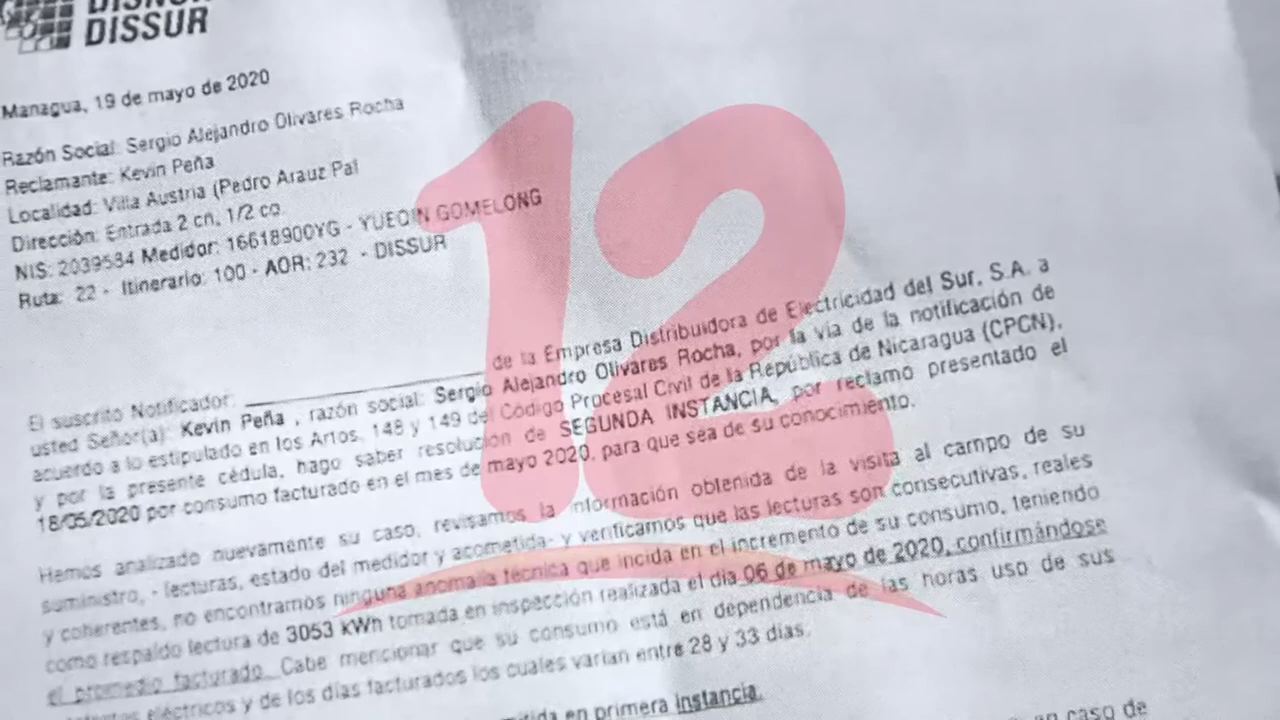 DISSUR
Managua, 19 de mayo de 2020
Razón Social: Sergio Alejandro Olivares Rocha
Reclamante: Kevin Peña
Localidad: Villa Austria (Pedro Arauz Pal
Dirección: Entrada 2 cn, 1/2 co
NIS: 2039584 Medidor: 16618900YG - YUEQIN GOMELONG
Ruta: 22 - Itinerario: 100 - AOR: 232 - DISSUR
12
El suscrito Notificador: ____________________ de la Empresa Distribuidora de Electricidad del Sur, S.A. a
usted Señor(a): Kevin Peña , razón social: Sergio Alejandro Olivares Rocha, por la vía de la notificación de
acuerdo a lo estipulado en los Artos. 148 y 149 del Código Procesal Civil de la República de Nicaragua (CPCN),
y por la presente cédula, hago saber resolución de SEGUNDA INSTANCIA, por reclamo presentado el
18/05/2020 por consumo facturado en el mes de mayo 2020, para que sea de su conocimiento.
Hemos analizado nuevamente su caso, revisamos la información obtenida de la visita al campo de su
suministro, - lecturas, estado del medidor y acometida- y verificamos que las lecturas son consecutivas, reales
y coherentes, no encontramos ninguna anomalía técnica que incida en el incremento de su consumo, teniendo
como respaldo lectura de 3053 kWh tomada en inspección realizada el día 06 de mayo de 2020, confirmándose
el promedio facturado. Cabe mencionar que su consumo está en dependencia de las horas uso de sus
eléctricos y de los días facturados los cuales varían entre 28 y 33 días.
en primera instancia.
en caso de